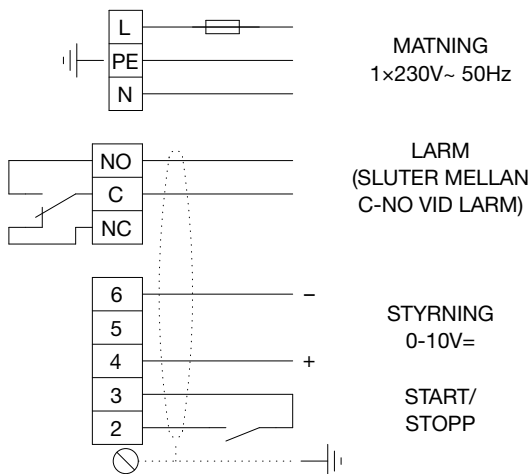 L
PE
N
MATNING
1×230V~ 50Hz
NO
C
NC
LARM
(SLUTER MELLAN
C-NO VID LARM)
6
5
4
3
2
–
+
STYRNING
0-10V=
START/
STOPP